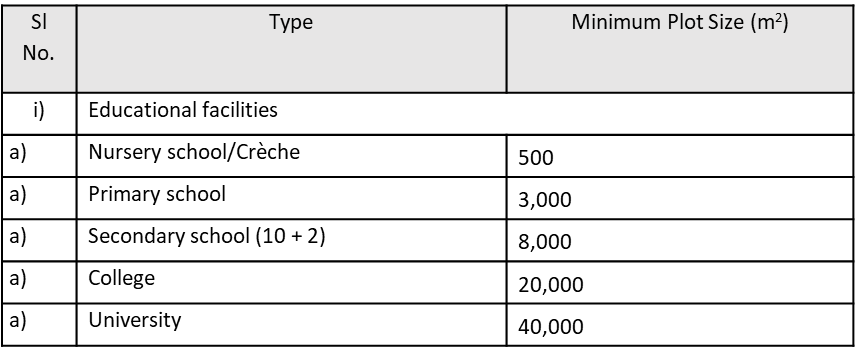 Sl No. Type Minimum Plot Size (m²)
i) Educational facilities
a) Nursery school/Crèche 500
a) Primary school 3,000
a) Secondary school (10 + 2) 8,000
a) College 20,000
a) University 40,000